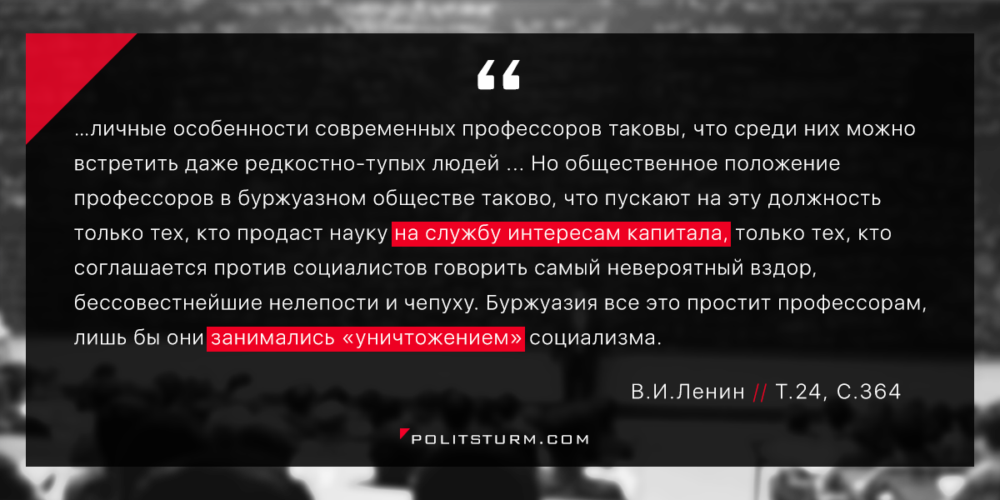 “
...личные особенности современных профессоров таковы, что среди них можно
встретить даже редкостно-тупых людей ... Но общественное положение
профессоров в буржуазном обществе таково, что пускают на эту должность
только тех, кто продаст науку на службу интересам капитала, только тех, кто
соглашается против социалистов говорить самый невероятный вздор,
бессовестнейшие нелепости и чепуху. Буржуазия все это простит профессорам,
лишь бы они занимались «уничтожением» социализма.
В.И.Ленин // Т.24, С.364
POLITSTURM.COM